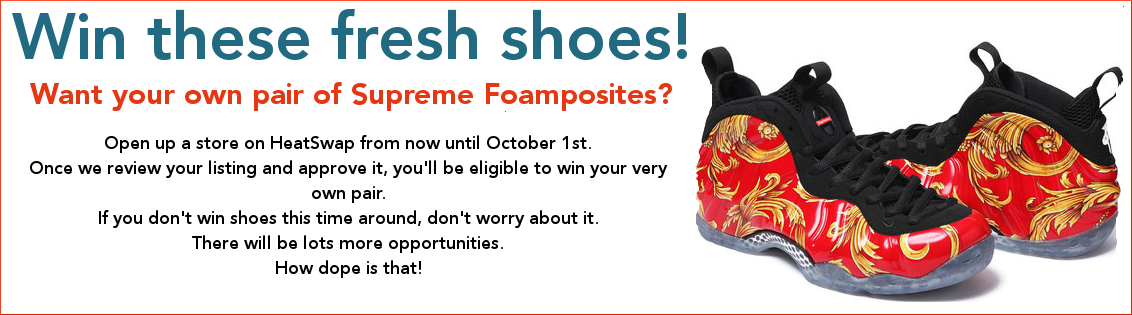 Win these fresh shoes!
Want your own pair of Supreme Foamposites?
Open up a store on HeatSwap from now until October 1st.
Once we review your listing and approve it, you'll be eligible to win your very
own pair.
If you don't win shoes this time around, don't worry about it.
There will be lots more opportunities.
How dope is that!